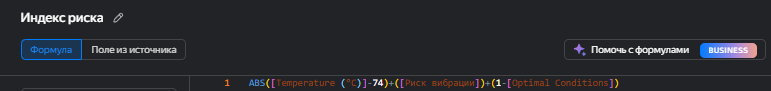 Индекс риска
Формула Поле из источника Помочь с формулами BUSINESS
1 ABS([Temperature (°C)]-74)+([Риск вибрации])+(1-[Optimal Conditions])